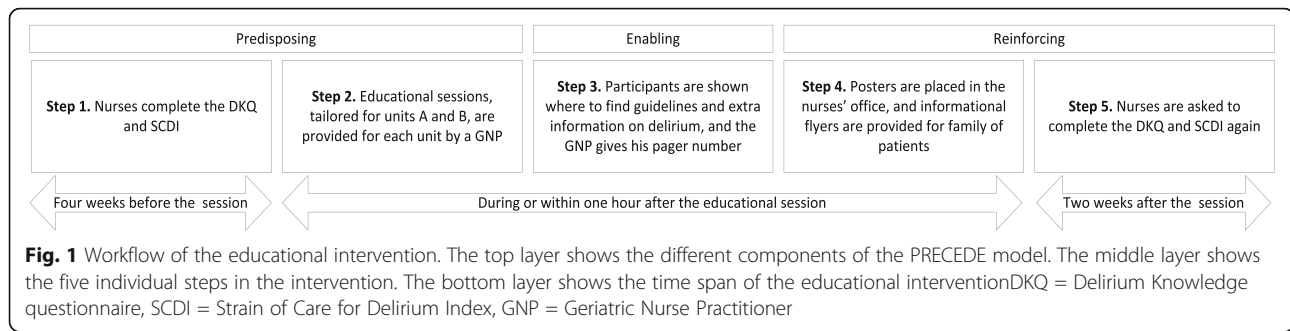 Predisposing
Enabling
Reinforcing
Step 1. Nurses complete the DKQ
and SCDI
Step 2. Educational sessions,
tailored for units A and B, are
provided for each unit by a GNP
Step 3. Participants are shown
where to find guidelines and extra
information on delirium, and the
GNP gives his pager number
Step 4. Posters are placed in the
nurses’ office, and informational
flyers are provided for family of
patients
Step 5. Nurses are asked to
complete the DKQ and SCDI again
Four weeks before the session
During or within one hour after the educational session
Two weeks after the session
Fig. 1 Workflow of the educational intervention. The top layer shows the different components of the PRECEDE model. The middle layer shows
the five individual steps in the intervention. The bottom layer shows the time span of the educational interventionDKQ = Delirium Knowledge
questionnaire, SCDI = Strain of Care for Delirium Index, GNP = Geriatric Nurse Practitioner